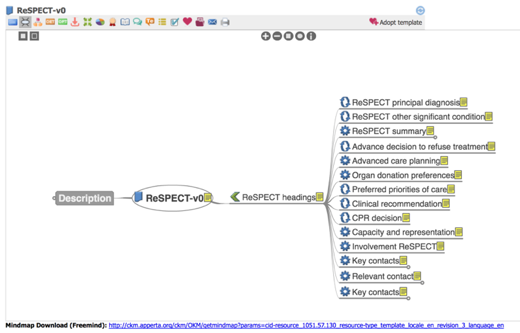 ReSPECT-v0
Adopt template
ReSPECT principal diagnosis
ReSPECT other significant condition
ReSPECT summary
Advance decision to refuse treatment
Advanced care planning
Organ donation preferences
Description
ReSPECT-v0
ReSPECT headings
Preferred priorities of care
Clinical recommendation
CPR decision
Capacity and representation
Involvement ReSPECT
Key contacts
Relevant contact
Key contacts
Mindmap Download (Freemind): http://ckm.apperta.org/ckm/OKM/getmindmap?params=cid-resource_1051.57.130_resource-type_template_locale_en_revision_3_language_en